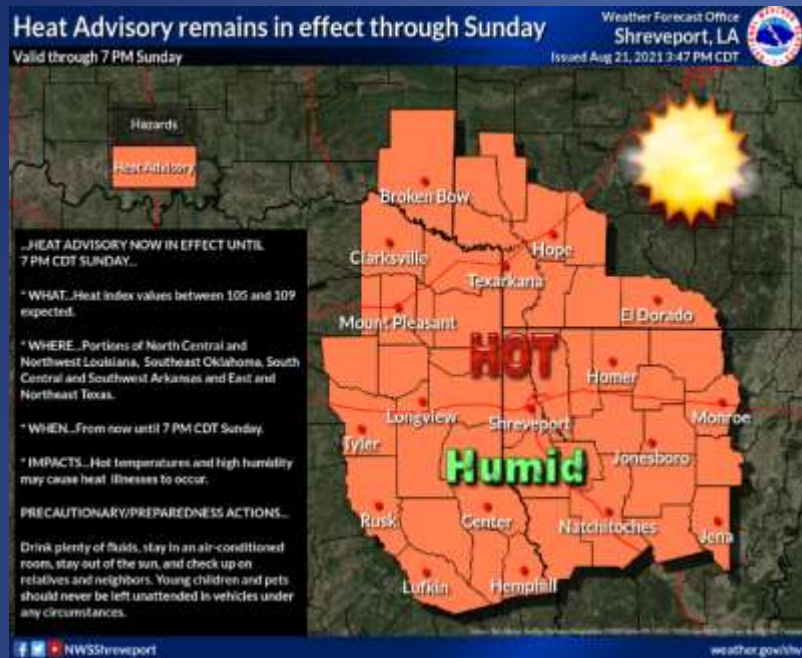 Heat Advisory remains in effect through Sunday
Weather Forecast Office
Shreveport, LA
Valid through 7 PM Sunday
Issued Aug 21, 2021 3:47 PM CDT
Hazards
Heat Advisory
Broken Bow
Clarksville
Hope
Texarkana
Mount Pleasant
El Dorado
HOT
Homer
Longview
Shreveport
Monroe
Tyler
Humid
Jonesboro
Rusk
Center
Natchitoches
Jena
Lufkin
Hemphill
...HEAT ADVISORY NOW IN EFFECT UNTIL
7 PM CDT SUNDAY...
* WHAT...Heat index values between 105 and 109
expected.
* WHERE...Portions of North Central and
Northwest Louisiana, Southeast Oklahoma, South
Central and Southwest Arkansas and East and
Northeast Texas.
* WHEN...From now until 7 PM CDT Sunday.
* IMPACTS...Hot temperatures and high humidity
may cause heat illnesses to occur.
PRECAUTIONARY/PREPAREDNESS ACTIONS...
Drink plenty of fluids, stay in an air-conditioned
room, stay out of the sun, and check up on
relatives and neighbors. Young children and pets
should never be left unattended in vehicles under
any circumstances.
NWSShreveport
weather.gov/shv